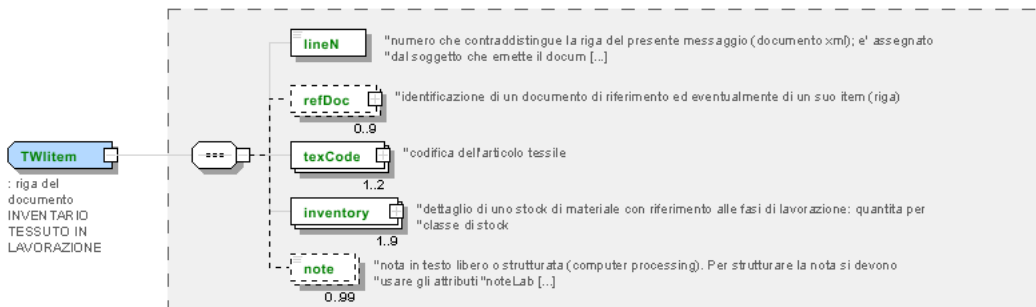 lineN
"numero che contraddistingue la riga del presente messaggio (documento xml); e' assegnato
"dal soggetto che emette il docum [...]
refDoc
"identificazione di un documento di riferimento ed eventualmente di un suo item (riga)
0..9
TWIitem
: riga del
documento
INVENTARIO
TESSUTO IN
LAVORAZIONE
texCode
"codifica dell'articolo tessile
1..2
inventory
"dettaglio di uno stock di materiale con riferimento alle fasi di lavorazione: quantita per
"classe di stock
1..9
note
"nota in testo libero o strutturata (computer processing). Per strutturare la nota si devono
"usare gli attributi "noteLab [...]
0..99